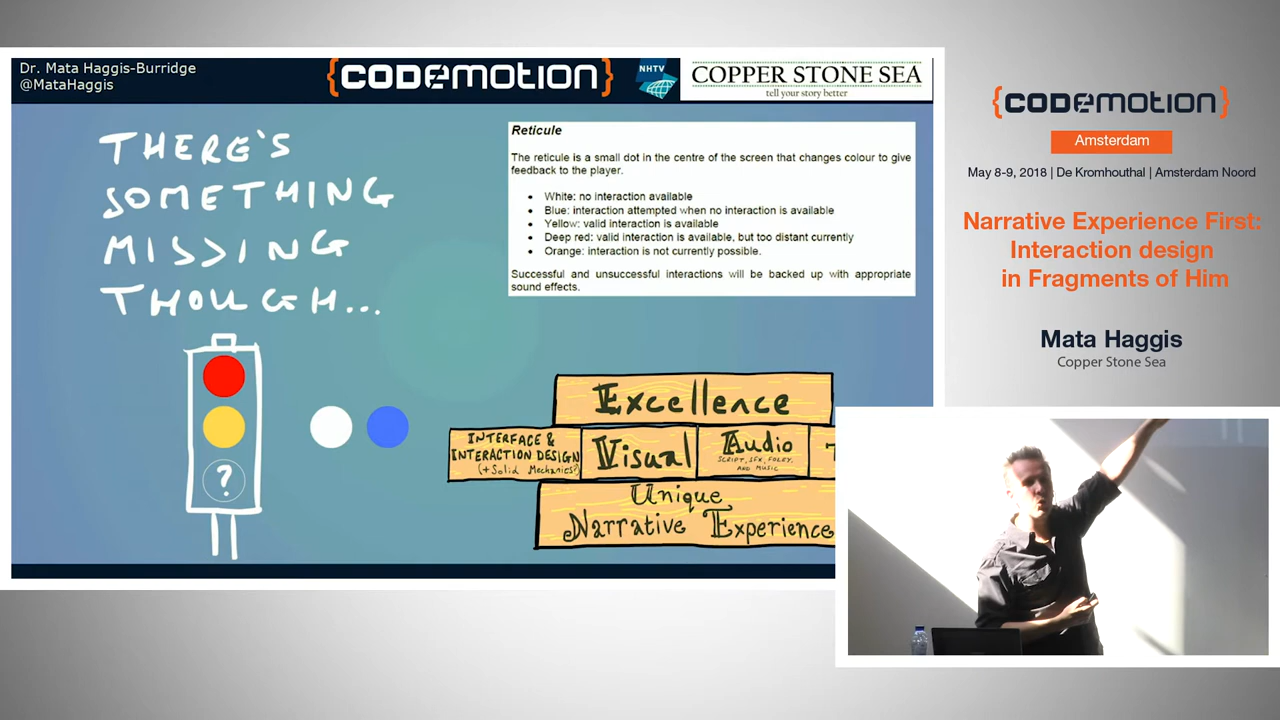 Dr. Mata Haggis-Burridge
@MataHaggis
{CODEMOTION}
NHTV
COPPER STONE SEA
tell your story better
THERE'S
SOMETHING
MISSING
THOUGH...
?
Reticule
The reticule is a small dot in the centre of the screen that changes colour to give
feedback to the player.
• White: no interaction available
• Blue: interaction attempted when no interaction is available
• Yellow: valid interaction is available
• Deep red: valid interaction is available, but too distant currently
• Orange: interaction is not currently possible.
Successful and unsuccessful interactions will be backed up with appropriate
sound effects.
Excellence
INTERFACE &
INTERACTION DESIGN
(+Solid Mechanics?)
Visual
Audio
SCRIPT, SFX, FOLEY,
AND MUSIC
Unique
Narrative Experience
{CODEMOTION}
Amsterdam
May 8-9, 2018 | De Kromhouthal | Amsterdam Noord
Narrative Experience First:
Interaction design
in Fragments of Him
Mata Haggis
Copper Stone Sea